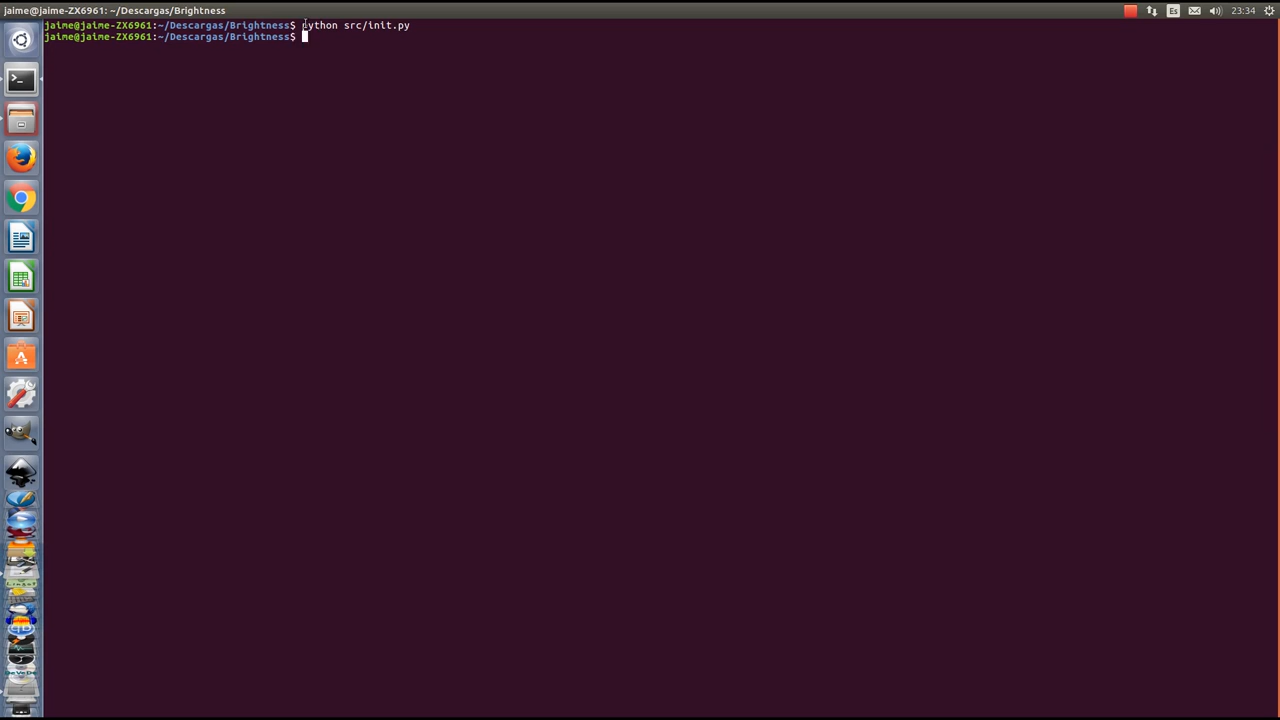 jaime@jaime-ZX6961: ~/Descargas/Brightness
Es
23:34
jaime@jaime-ZX6961:~/Descargas/Brightness$ python src/init.py
jaime@jaime-ZX6961:~/Descargas/Brightness$